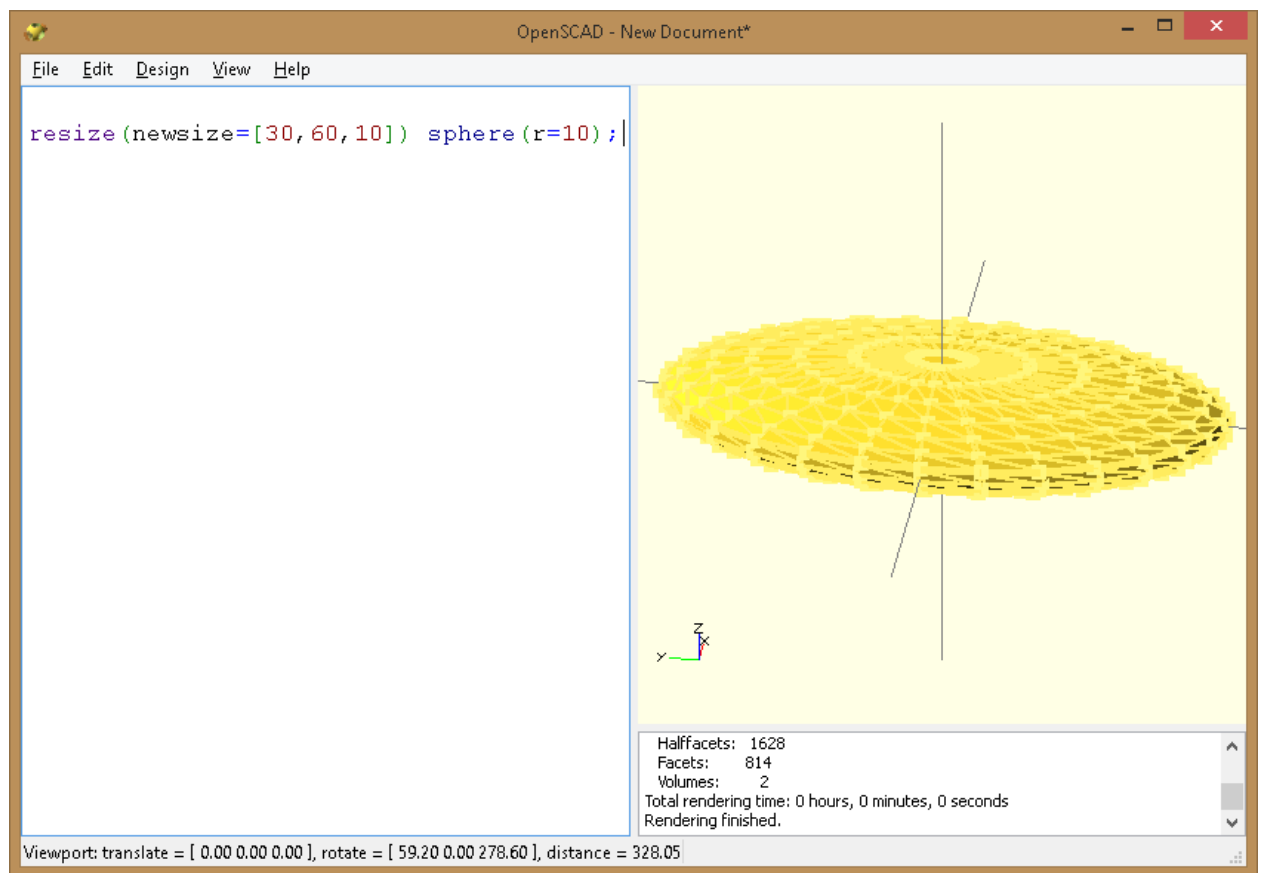 OpenSCAD - New Document*
File Edit Design View Help
resize(newsize=[30,60,10]) sphere(r=10);
Z
X
Y
Halffacets: 1628
Facets: 814
Volumes: 2
Total rendering time: 0 hours, 0 minutes, 0 seconds
Rendering finished.
Viewport: translate = [ 0.00 0.00 0.00 ], rotate = [ 59.20 0.00 278.60 ], distance = 328.05